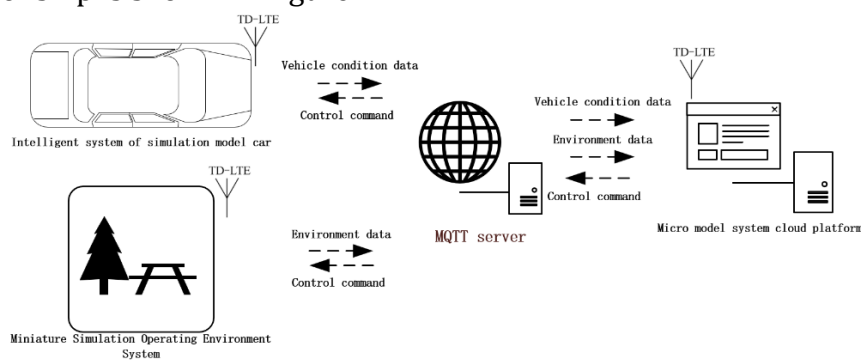 TD-LTE
Vehicle condition data
Control command
Intelligent system of simulation model car
TD-LTE
Environment data
Control command
Miniature Simulation Operating Environment
System
MQTT server
Vehicle condition data
Environment data
Control command
TD-LTE
Micro model system cloud platform